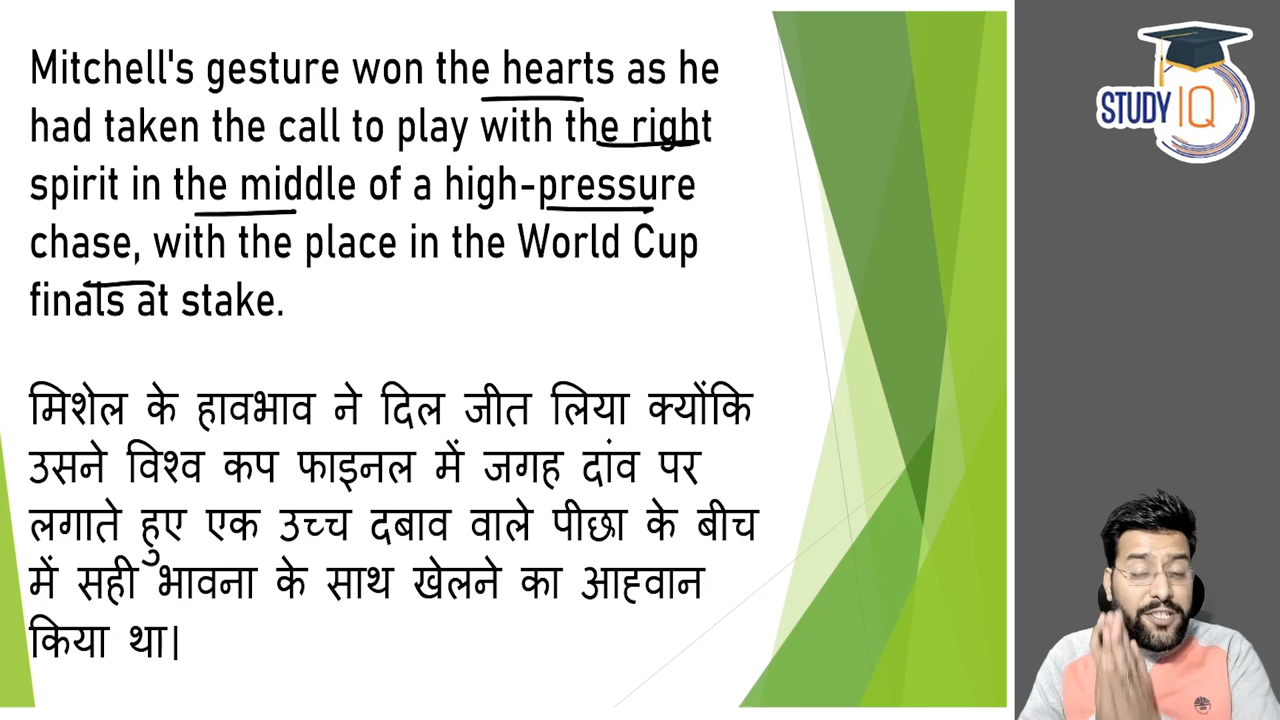 Mitchell's gesture won the hearts as he
had taken the call to play with the right
spirit in the middle of a high-pressure
chase, with the place in the World Cup
finals at stake.
मिशेल के हावभाव ने दिल जीत लिया क्योंकि
उसने विश्व कप फाइनल में जगह दांव पर
लगाते हुए एक उच्च दबाव वाले पीछा के बीच
में सही भावना के साथ खेलने का आह्वान
किया था।
STUDY IQ